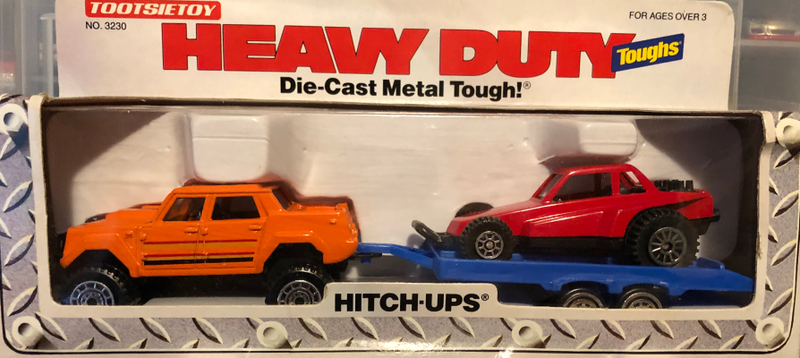 TOOTSIETOY
NO. 3230
FOR AGES OVER 3
HEAVY DUTY
Toughs®
Die-Cast Metal Tough!®
HITCH-UPS®